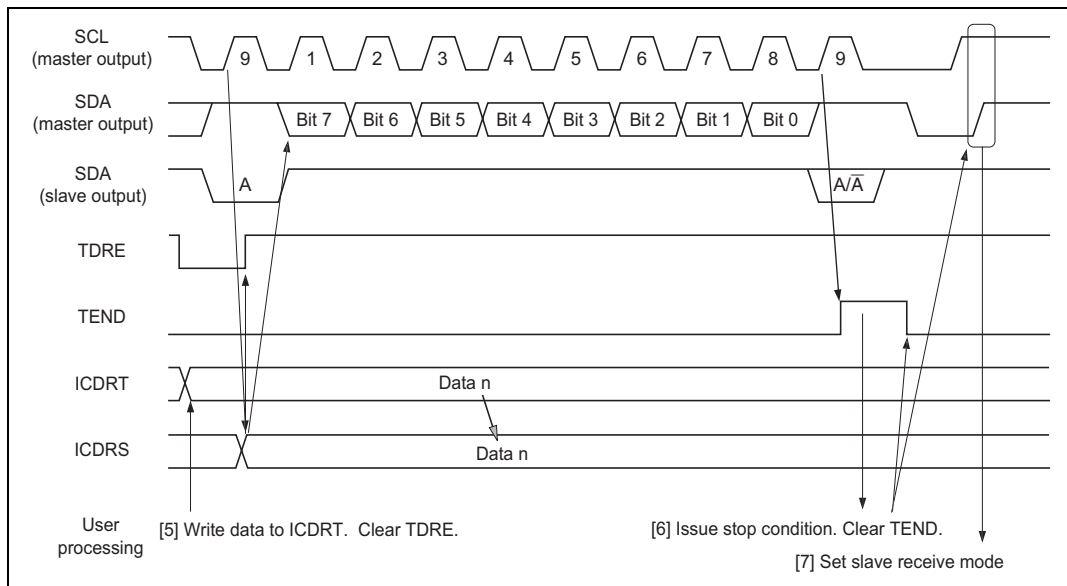 SCL
(master output)
9 1 2 3 4 5 6 7 8 9
SDA
(master output)
Bit 7 Bit 6 Bit 5 Bit 4 Bit 3 Bit 2 Bit 1 Bit 0
SDA
(slave output)
A A/A̅
TDRE
TEND
ICDRT
Data n
ICDRS
Data n
User
processing
[5] Write data to ICDRT. Clear TDRE.
[6] Issue stop condition. Clear TEND.
[7] Set slave receive mode